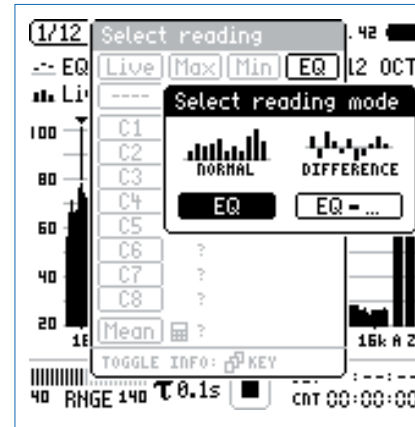 1/12 Select reading . 42
EQ Live Max Min EQ L2 OCT
Li ---- Select reading mode
100 C1
C2 NORMAL DIFFERENCE
80 C3
C4 EQ EQ - ...
60 C5
C6 ?
40 C7 ?
C8 ?
20 Mean ?
16 16k A Z
TOGGLE INFO: KEY
40 RNGE 140 τ 0.1s CNT 00:00:00